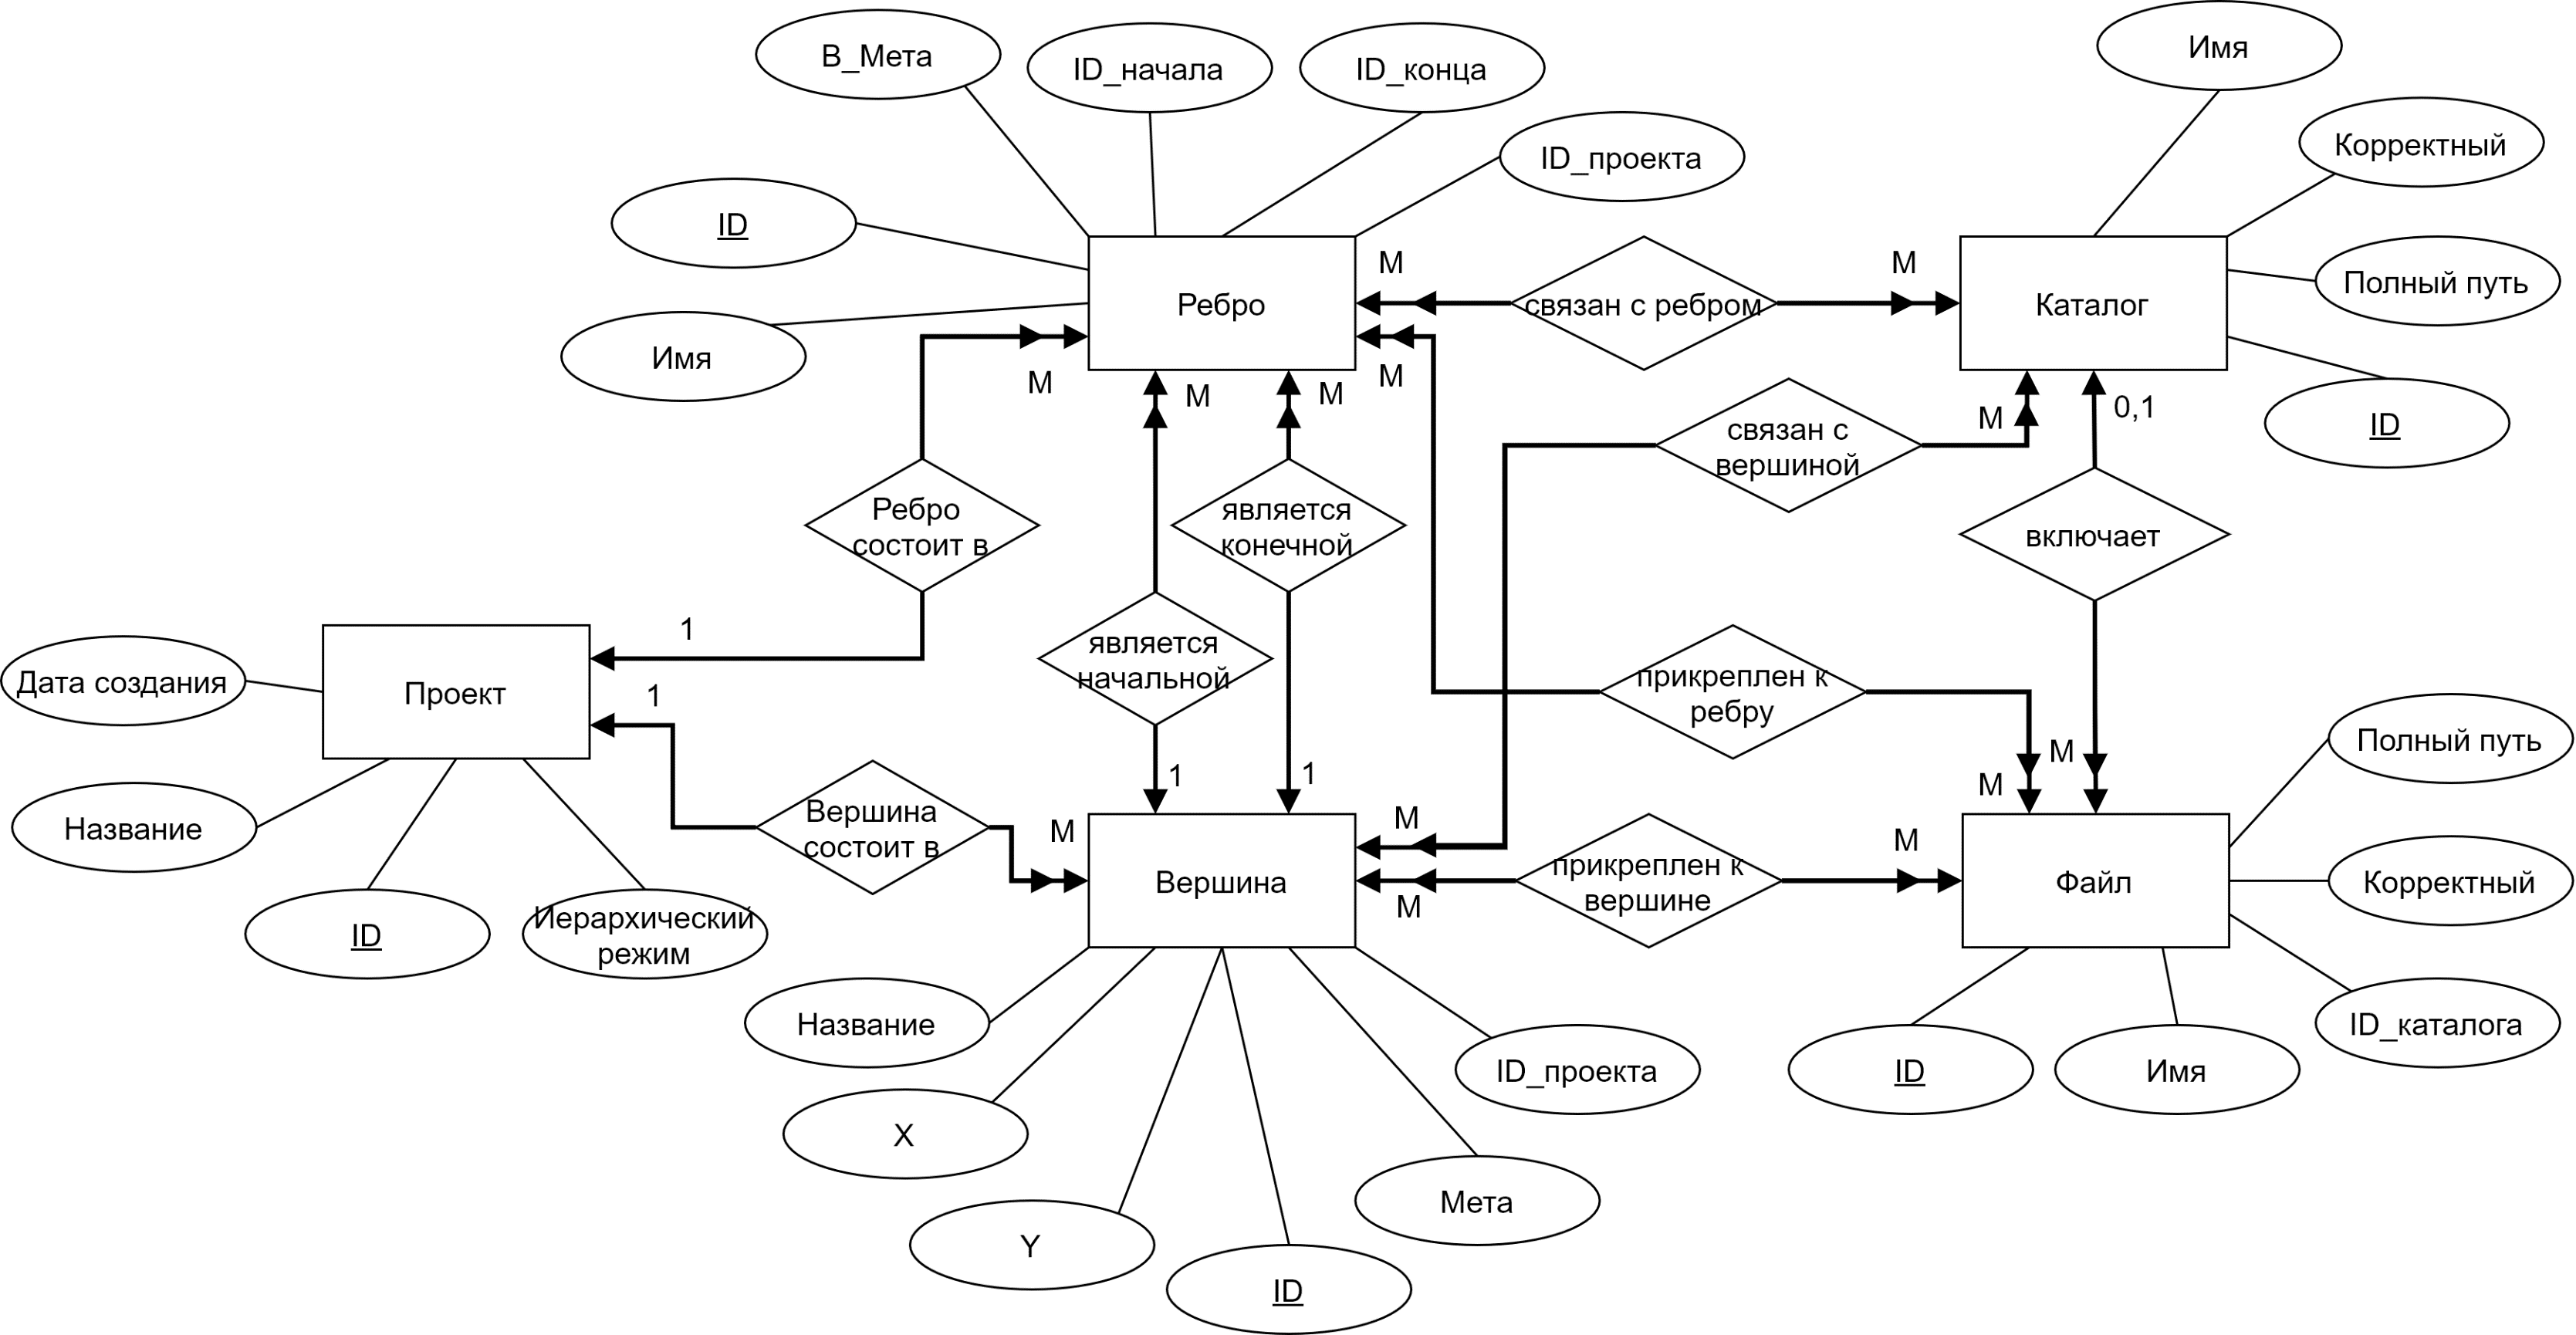 Имя
В_Мета
ID_начала
ID_конца
Корректный
ID_проекта
ID
М
М
Полный путь
связан с ребром
Ребро
Каталог
Имя
М
М
М
М
0,1
М
ID
связан с
вершиной
Ребро
состоит в
является
конечной
включает
1
является
начальной
прикреплен к
ребру
Дата создания
Проект
1
Полный путь
М
1
1
М
Вершина
состоит в
М
М
М
Название
прикреплен к
вершине
Вершина
Файл
Корректный
М
ID
Иерархический
режим
Название
ID_каталога
ID_проекта
ID
Имя
X
Мета
Y
ID